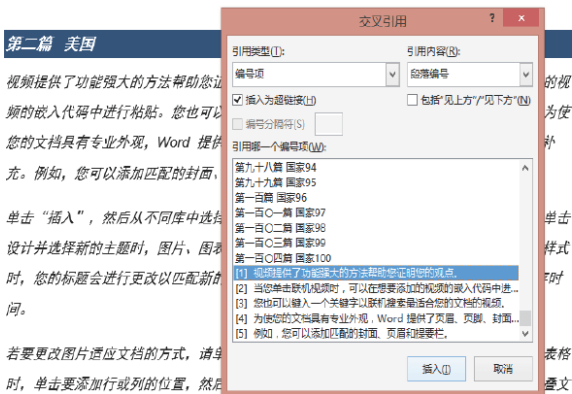 第二篇 美国
视频提供了功能强大的方法帮助您证
的视
频的嵌入代码中进行粘贴。您也可以
为使
您的文档具有专业外观，Word 提供
补
充。例如，您可以添加匹配的封面、
单击“插入”，然后从不同库中选择
单击
设计并选择新的主题时，图片、图表
样式
时，您的标题会进行更改以匹配新的
时
间。
若要更改图片适应文档的方式，请单
表格
时，单击要添加行或列的位置，然后
叠文
交叉引用
? ×
引用类型(T):
引用内容(R):
编号项
段落编号
插入为超链接(H)
包括“见上方”/“见下方”(N)
编号分隔符(S)
引用哪一个编号项(W):
第九十八篇 国家94
第九十九篇 国家95
第一百篇 国家96
第一百〇一篇 国家97
第一百〇二篇 国家98
第一百〇三篇 国家99
第一百〇四篇 国家100
[1] 视频提供了功能强大的方法帮助您证明您的观点。
[2] 当您单击联机视频时，可以在想要添加的视频的嵌入代码中进...
[3] 您也可以键入一个关键字以联机搜索最适合您的文档的视频。
[4] 为使您的文档具有专业外观，Word 提供了页眉、页脚、封面...
[5] 例如，您可以添加匹配的封面、页眉和提要栏。
插入(I)
取消